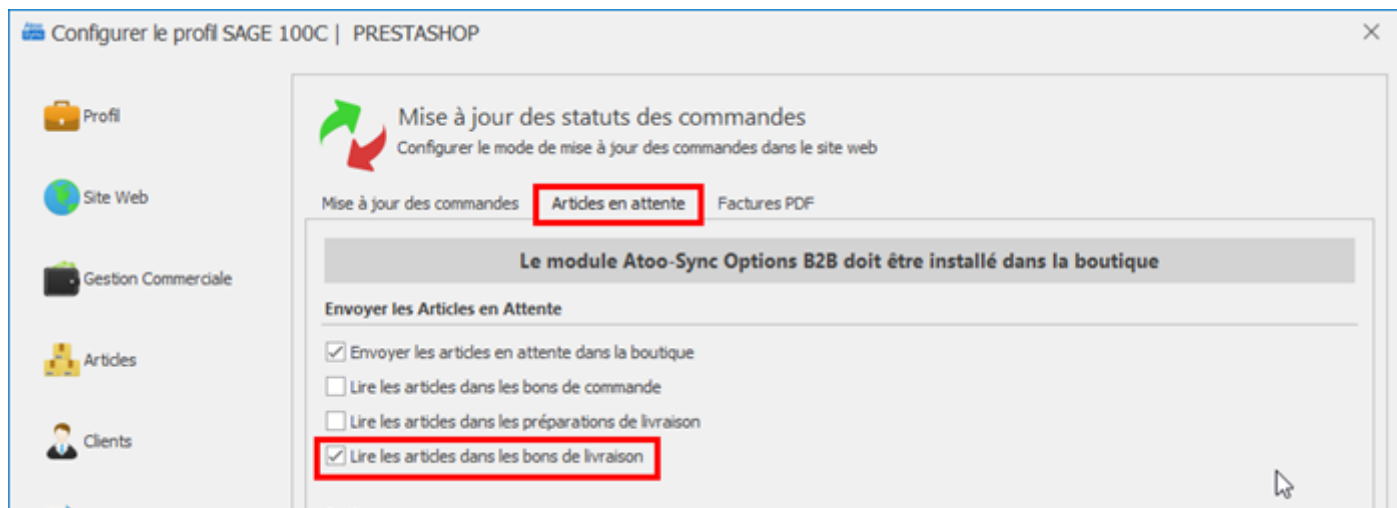 Configurer le profil SAGE 100C | PRESTASHOP
Profil
Site Web
Gestion Commerciale
Articles
Clients
Mise à jour des statuts des commandes
Configurer le mode de mise à jour des commandes dans le site web
Mise à jour des commandes Articles en attente Factures PDF
Le module Atoo-Sync Options B2B doit être installé dans la boutique
Envoyer les Articles en Attente
Envoyer les articles en attente dans la boutique
Lire les articles dans les bons de commande
Lire les articles dans les préparations de livraison
Lire les articles dans les bons de livraison